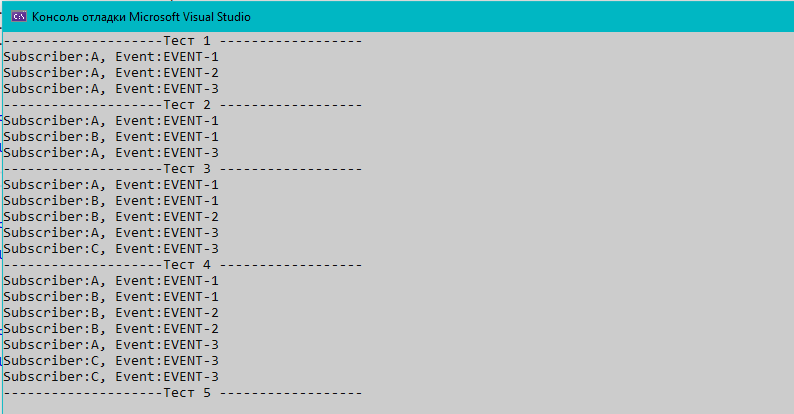 Консоль отладки Microsoft Visual Studio
--------------------Тест 1 ------------------
Subscriber:A, Event:EVENT-1
Subscriber:A, Event:EVENT-2
Subscriber:A, Event:EVENT-3
--------------------Тест 2 ------------------
Subscriber:A, Event:EVENT-1
Subscriber:B, Event:EVENT-1
Subscriber:A, Event:EVENT-3
--------------------Тест 3 ------------------
Subscriber:A, Event:EVENT-1
Subscriber:B, Event:EVENT-1
Subscriber:B, Event:EVENT-2
Subscriber:A, Event:EVENT-3
Subscriber:C, Event:EVENT-3
--------------------Тест 4 ------------------
Subscriber:A, Event:EVENT-1
Subscriber:B, Event:EVENT-1
Subscriber:B, Event:EVENT-2
Subscriber:B, Event:EVENT-2
Subscriber:A, Event:EVENT-3
Subscriber:C, Event:EVENT-3
Subscriber:C, Event:EVENT-3
--------------------Тест 5 ------------------